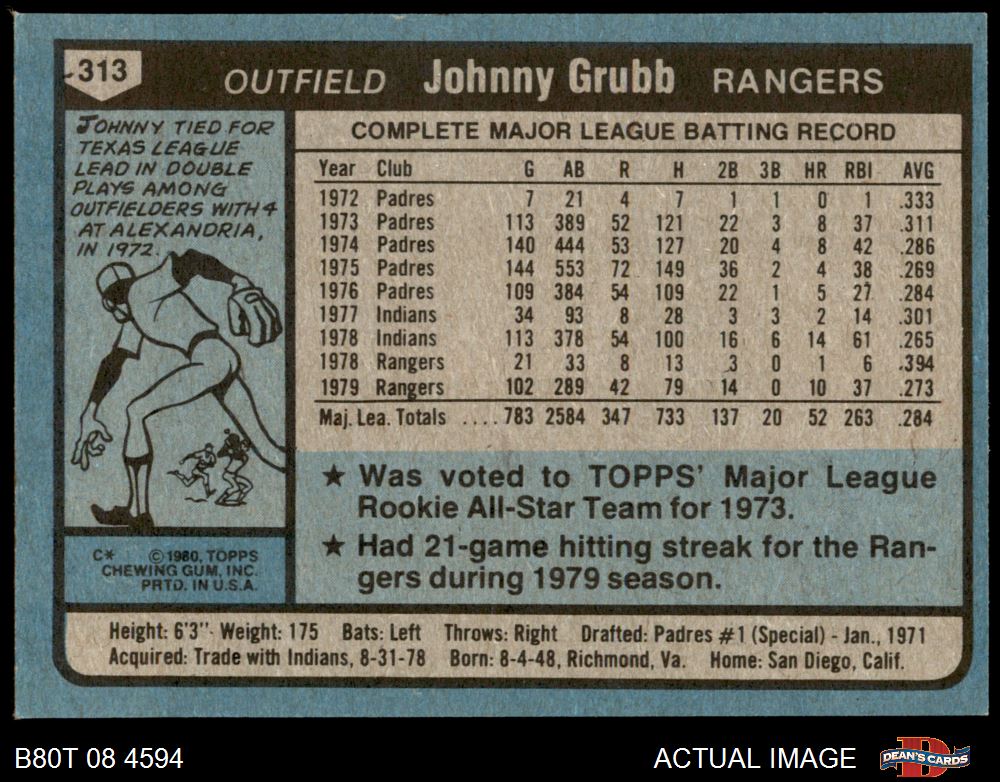 313
OUTFIELD Johnny Grubb RANGERS
JOHNNY TIED FOR
TEXAS LEAGUE
LEAD IN DOUBLE
PLAYS AMONG
OUTFIELDERS WITH 4
AT ALEXANDRIA,
IN 1972.
COMPLETE MAJOR LEAGUE BATTING RECORD
Year Club G AB R H 2B 3B HR RBI AVG
1972 Padres 7 21 4 7 1 1 0 1 .333
1973 Padres 113 389 52 121 22 3 8 37 .311
1974 Padres 140 444 53 127 20 4 8 42 .286
1975 Padres 144 553 72 149 36 2 4 38 .269
1976 Padres 109 384 54 109 22 1 5 27 .284
1977 Indians 34 93 8 28 3 3 2 14 .301
1978 Indians 113 378 54 100 16 6 14 61 .265
1978 Rangers 21 33 8 13 3 0 1 6 .394
1979 Rangers 102 289 42 79 14 0 10 37 .273
Maj. Lea. Totals ....783 2584 347 733 137 20 52 263 .284
★ Was voted to TOPPS' Major League
Rookie All-Star Team for 1973.
★ Had 21-game hitting streak for the Ran-
gers during 1979 season.
C* © 1980, TOPPS
CHEWING GUM, INC.
PRTD. IN U.S.A.
Height: 6'3" Weight: 175 Bats: Left Throws: Right Drafted: Padres #1 (Special) - Jan., 1971
Acquired: Trade with Indians, 8-31-78 Born: 8-4-48, Richmond, Va. Home: San Diego, Calif.
B80T 08 4594 ACTUAL IMAGE DEAN'S CARDS